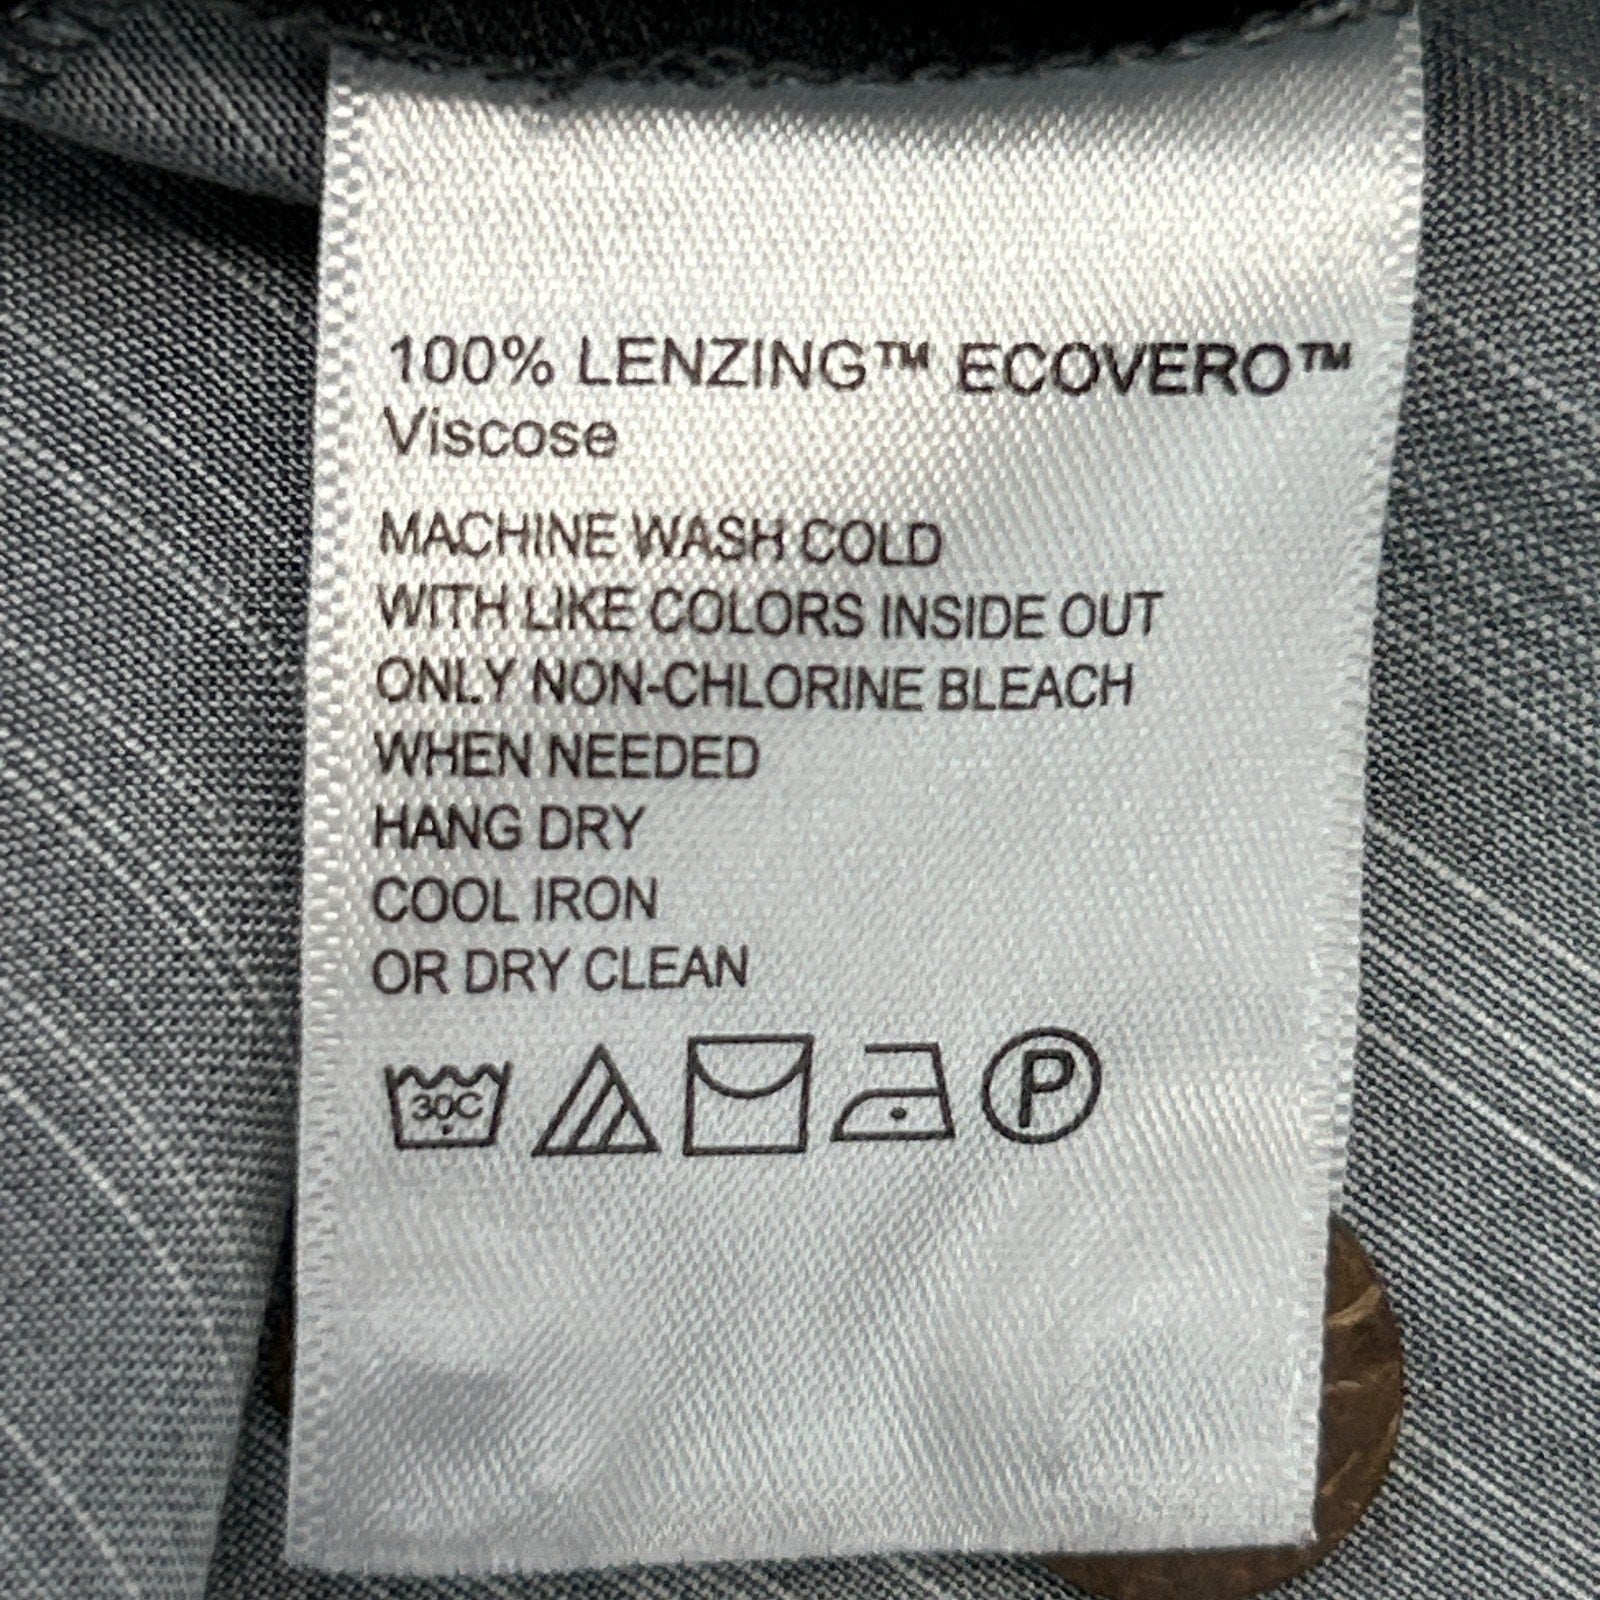 100% LENZING™ ECOVERO™
Viscose
MACHINE WASH COLD
WITH LIKE COLORS INSIDE OUT
ONLY NON-CHLORINE BLEACH
WHEN NEEDED
HANG DRY
COOL IRON
OR DRY CLEAN
30C P